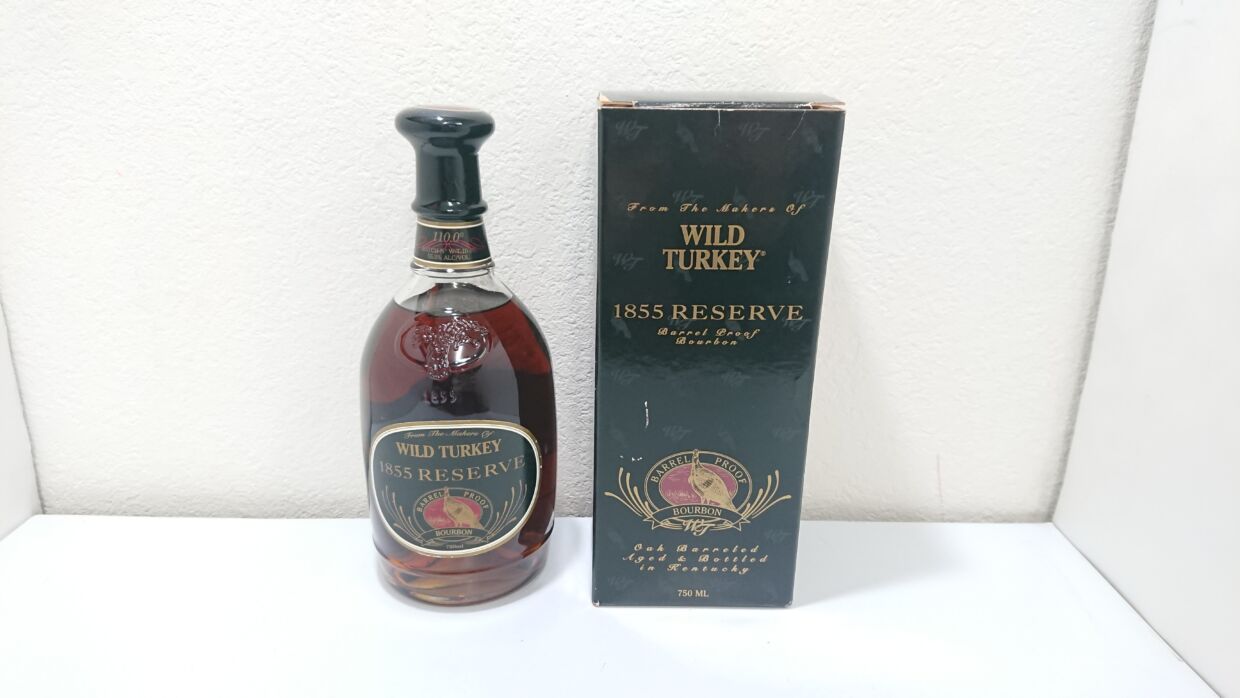 110.0°
1855
From The Makers Of
WILD TURKEY
1855 RESERVE
BARREL PROOF
BOURBON
750ml
From The Makers Of
WILD
TURKEY®
1855 RESERVE
Barrel Proof
Bourbon
BARREL PROOF
BOURBON
WT
Oak Barreled
Aged & Bottled
in Kentucky
750 ML